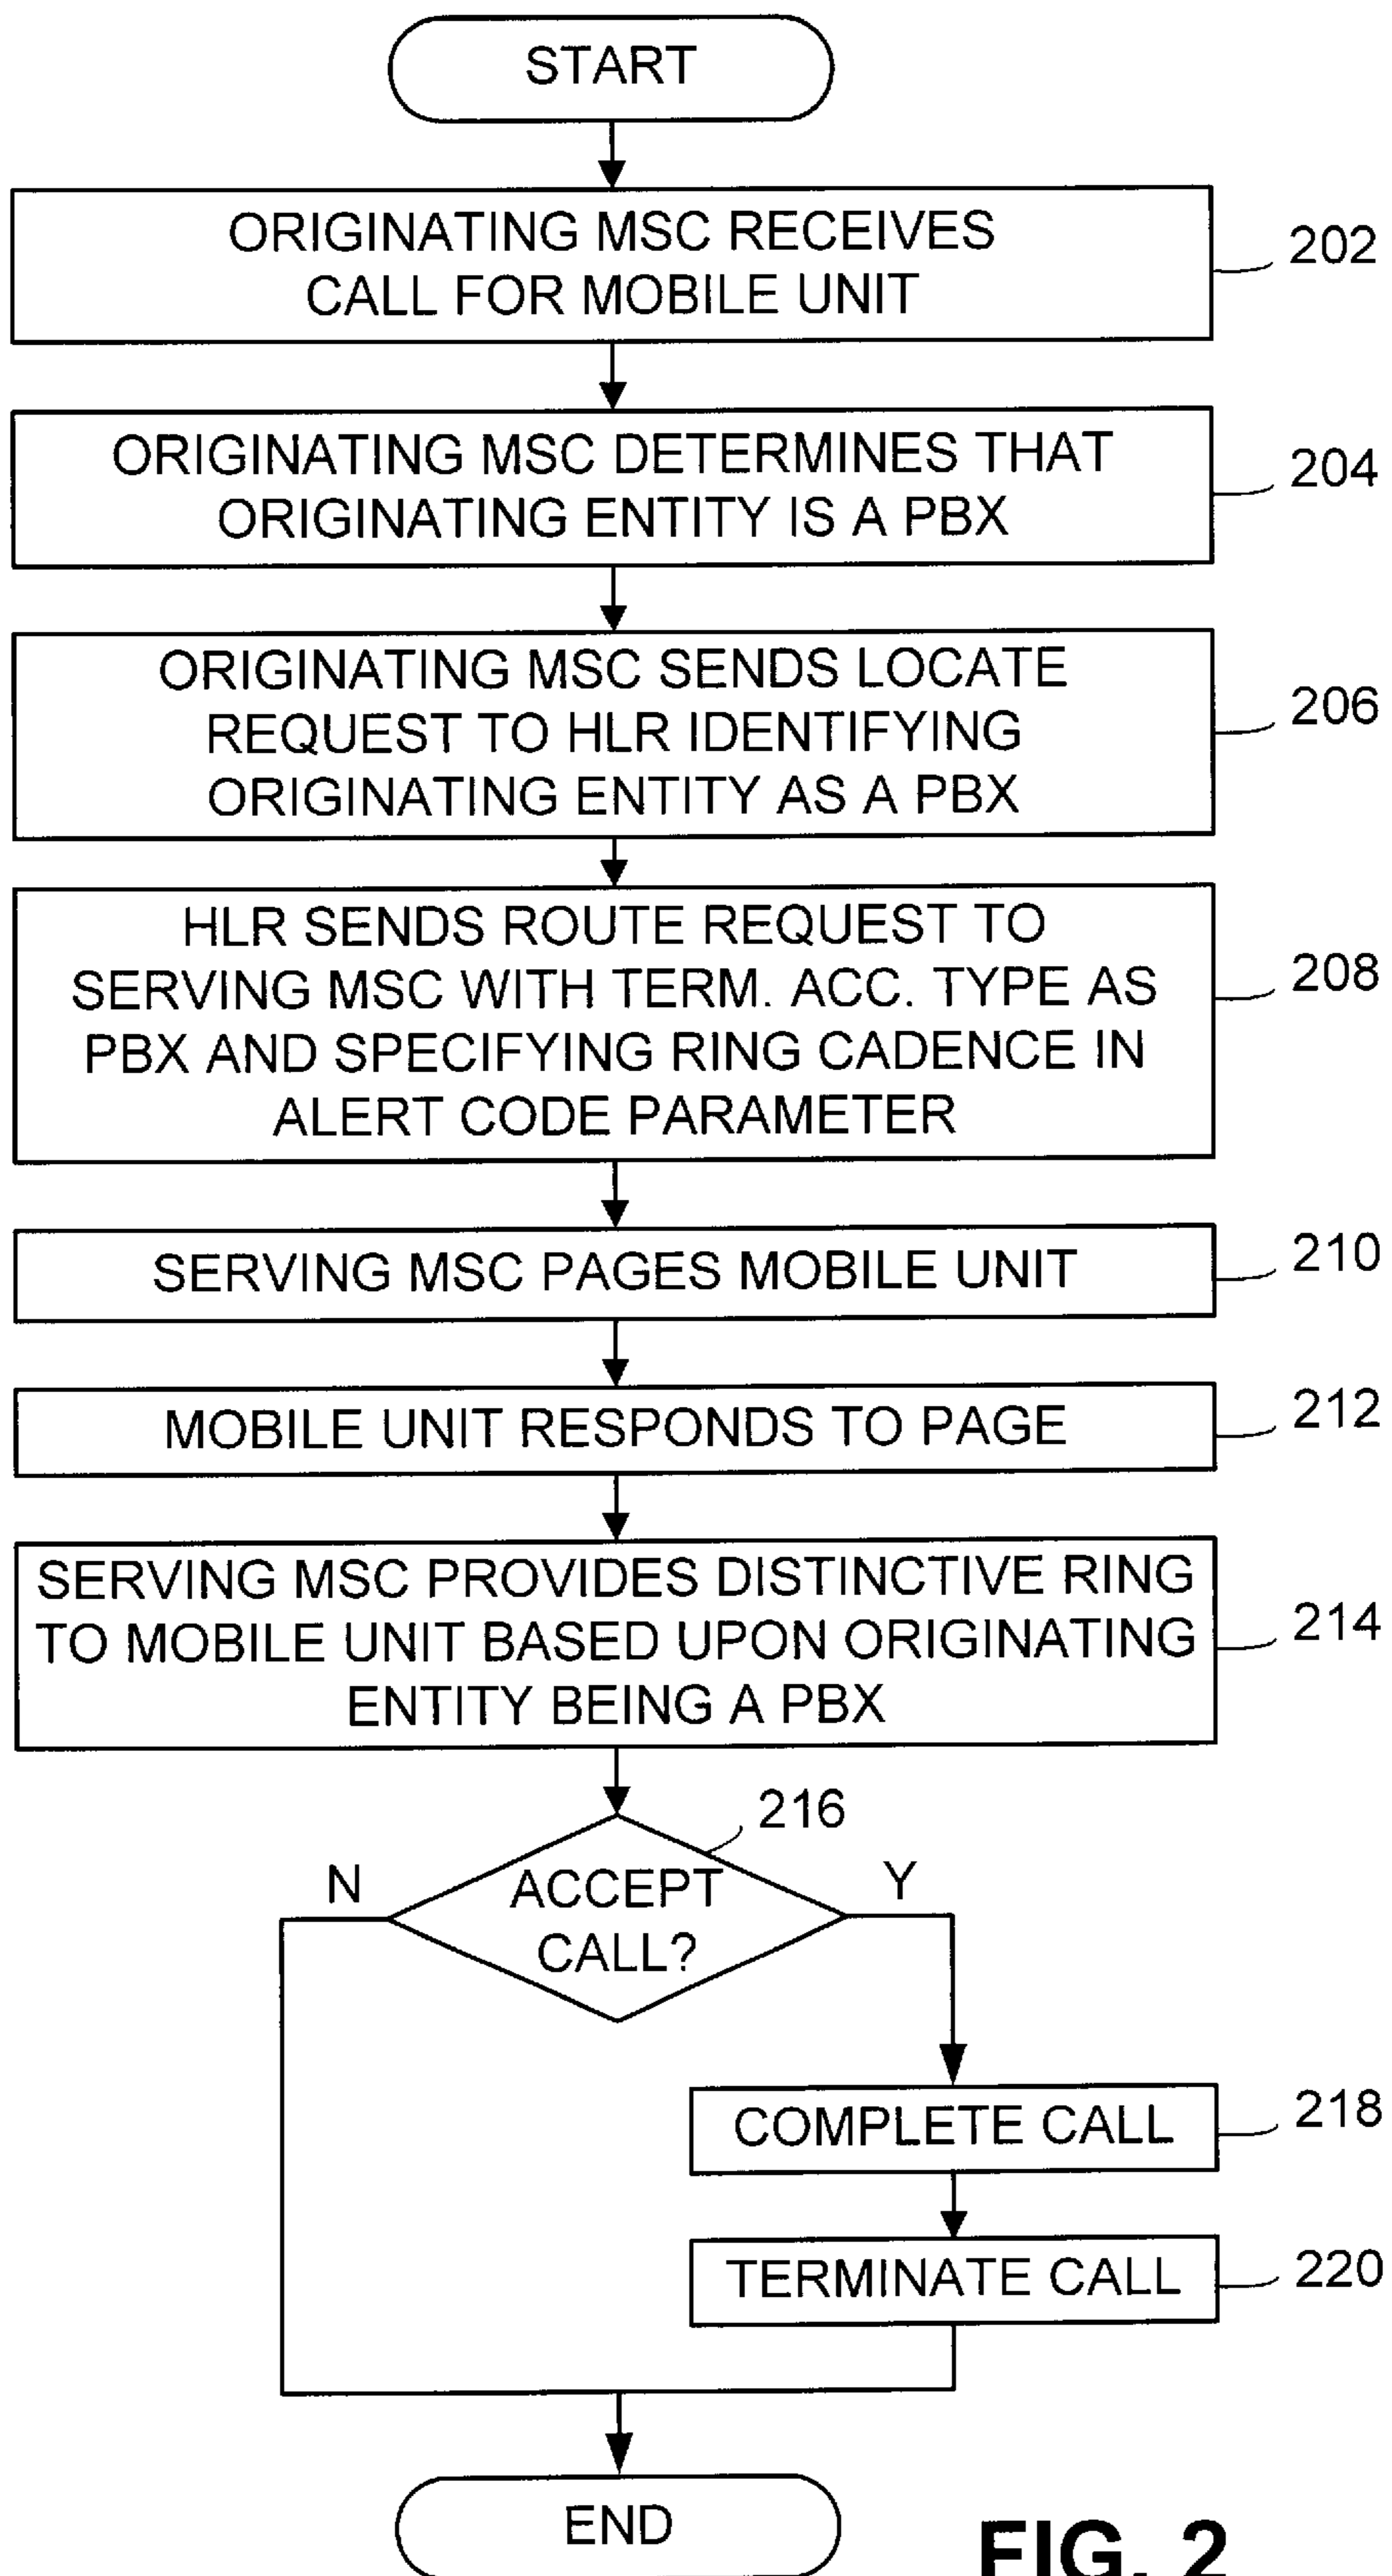 START
ORIGINATING MSC RECEIVES
CALL FOR MOBILE UNIT
202
ORIGINATING MSC DETERMINES THAT
ORIGINATING ENTITY IS A PBX
204
ORIGINATING MSC SENDS LOCATE
REQUEST TO HLR IDENTIFYING
ORIGINATING ENTITY AS A PBX
206
HLR SENDS ROUTE REQUEST TO
SERVING MSC WITH TERM. ACC. TYPE AS
PBX AND SPECIFYING RING CADENCE IN
ALERT CODE PARAMETER
208
SERVING MSC PAGES MOBILE UNIT
210
MOBILE UNIT RESPONDS TO PAGE
212
SERVING MSC PROVIDES DISTINCTIVE RING
TO MOBILE UNIT BASED UPON ORIGINATING
ENTITY BEING A PBX
214
216
N
ACCEPT
CALL?
Y
COMPLETE CALL
218
TERMINATE CALL
220
END
FIG. 2